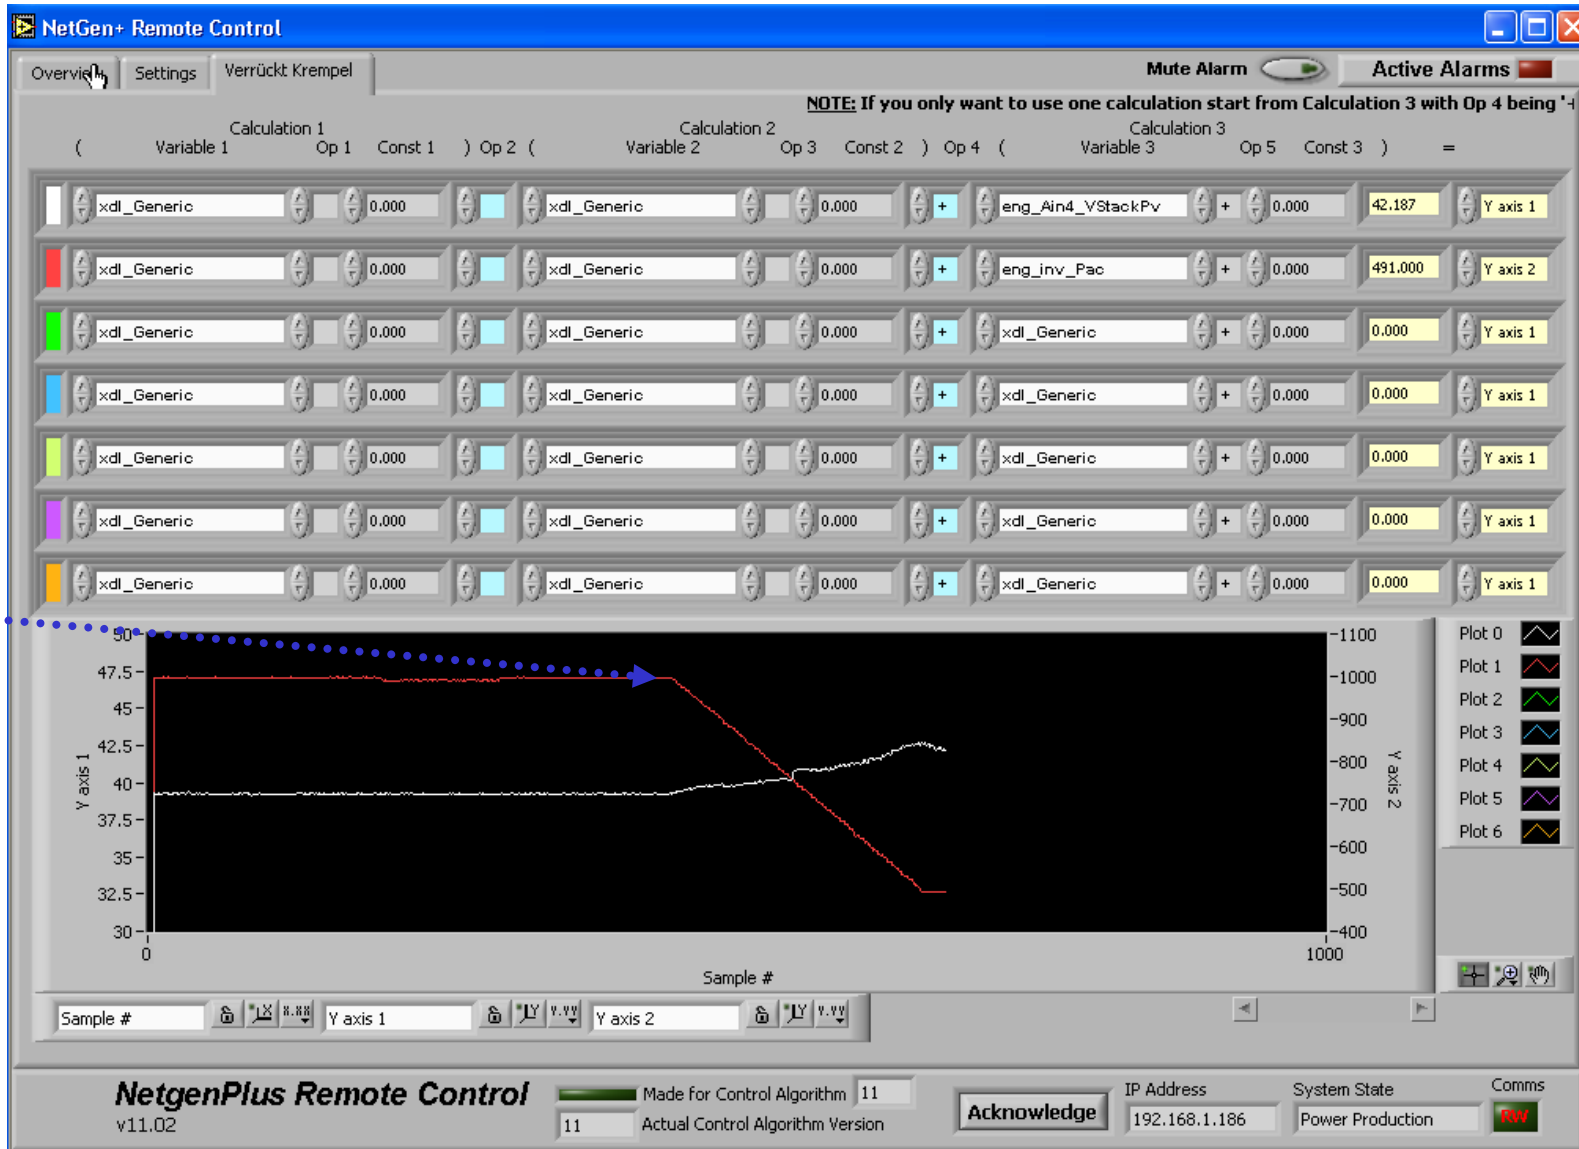 NetGen+ Remote Control
Overview Settings Verrückt Krempel Mute Alarm Active Alarms
NOTE: If you only want to use one calculation start from Calculation 3 with Op 4 being '+
Calculation 1 Calculation 2 Calculation 3
( Variable 1 Op 1 Const 1 ) Op 2 ( Variable 2 Op 3 Const 2 ) Op 4 ( Variable 3 Op 5 Const 3 ) =
xdl_Generic 0.000 xdl_Generic 0.000 + eng_Ain4_VStackPv + 0.000 42.187 Y axis 1
xdl_Generic 0.000 xdl_Generic 0.000 + eng_inv_Pac + 0.000 491.000 Y axis 2
xdl_Generic 0.000 xdl_Generic 0.000 + xdl_Generic + 0.000 0.000 Y axis 1
xdl_Generic 0.000 xdl_Generic 0.000 + xdl_Generic + 0.000 0.000 Y axis 1
xdl_Generic 0.000 xdl_Generic 0.000 + xdl_Generic + 0.000 0.000 Y axis 1
xdl_Generic 0.000 xdl_Generic 0.000 + xdl_Generic + 0.000 0.000 Y axis 1
xdl_Generic 0.000 xdl_Generic 0.000 + xdl_Generic + 0.000 0.000 Y axis 1
50 1100 Plot 0
47.5 1000 Plot 1
45 900 Plot 2
42.5 800 Plot 3
40 700 Plot 4
37.5 600 Plot 5
35 500 Plot 6
32.5 400
30
Y axis 1
Y axis 2
0 1000
Sample #
Sample # X X.XX Y axis 1 Y Y.YY Y axis 2 Y Y.YY
NetgenPlus Remote Control
v11.02
Made for Control Algorithm 11
11 Actual Control Algorithm Version
Acknowledge
IP Address System State Comms
192.168.1.186 Power Production RW